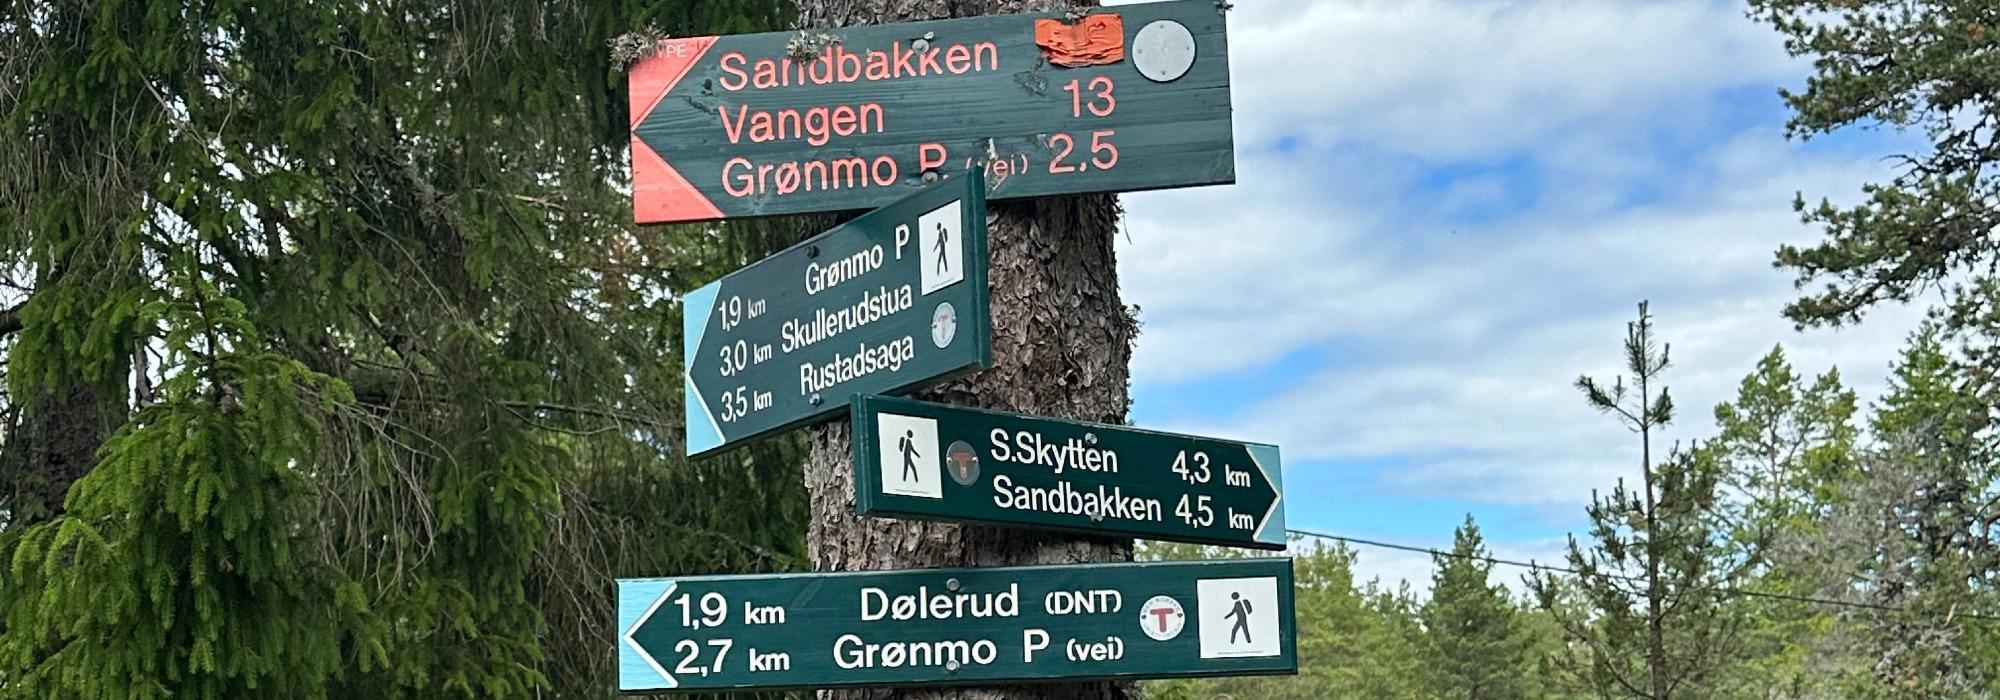 Sandbakken
Vangen 13
Grønmo P (vei) 2.5
1,9 km Grønmo P
3,0 km Skullerudstua
3,5 km Rustadsaga
S.Skytten 4,3 km
Sandbakken 4,5 km
1,9 km Dølerud (DNT)
2,7 km Grønmo P (vei)
T